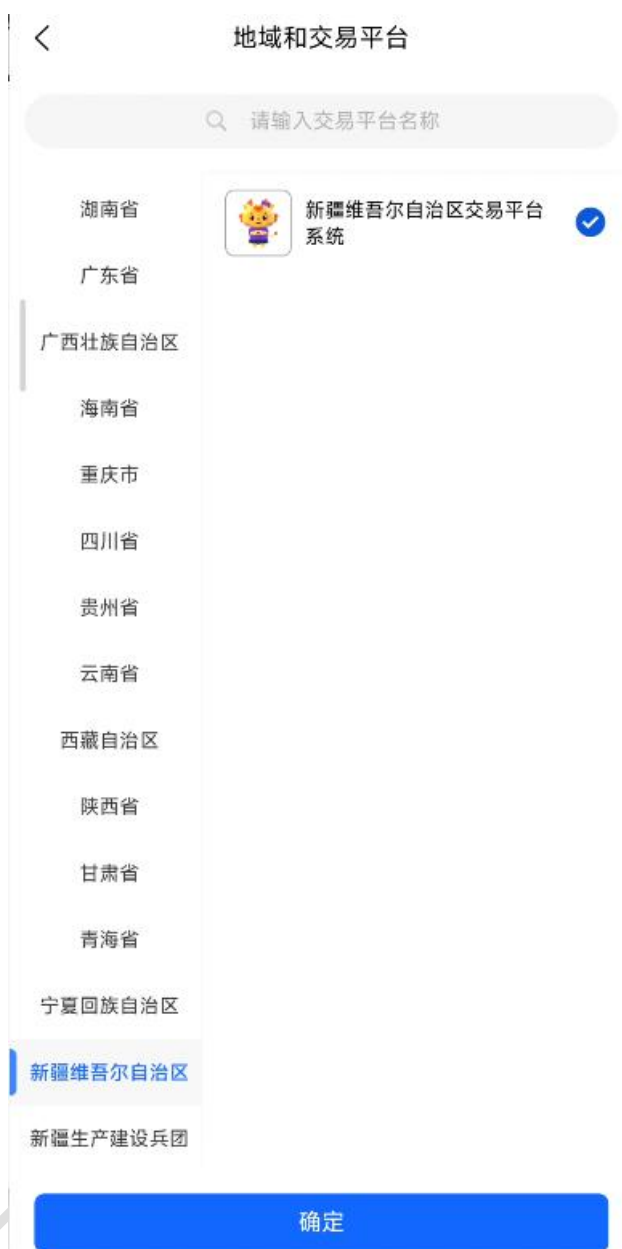 地域和交易平台
请输入交易平台名称
湖南省
广东省
广西壮族自治区
海南省
重庆市
四川省
贵州省
云南省
西藏自治区
陕西省
甘肃省
青海省
宁夏回族自治区
新疆维吾尔自治区
新疆生产建设兵团
新疆维吾尔自治区交易平台
系统
确定